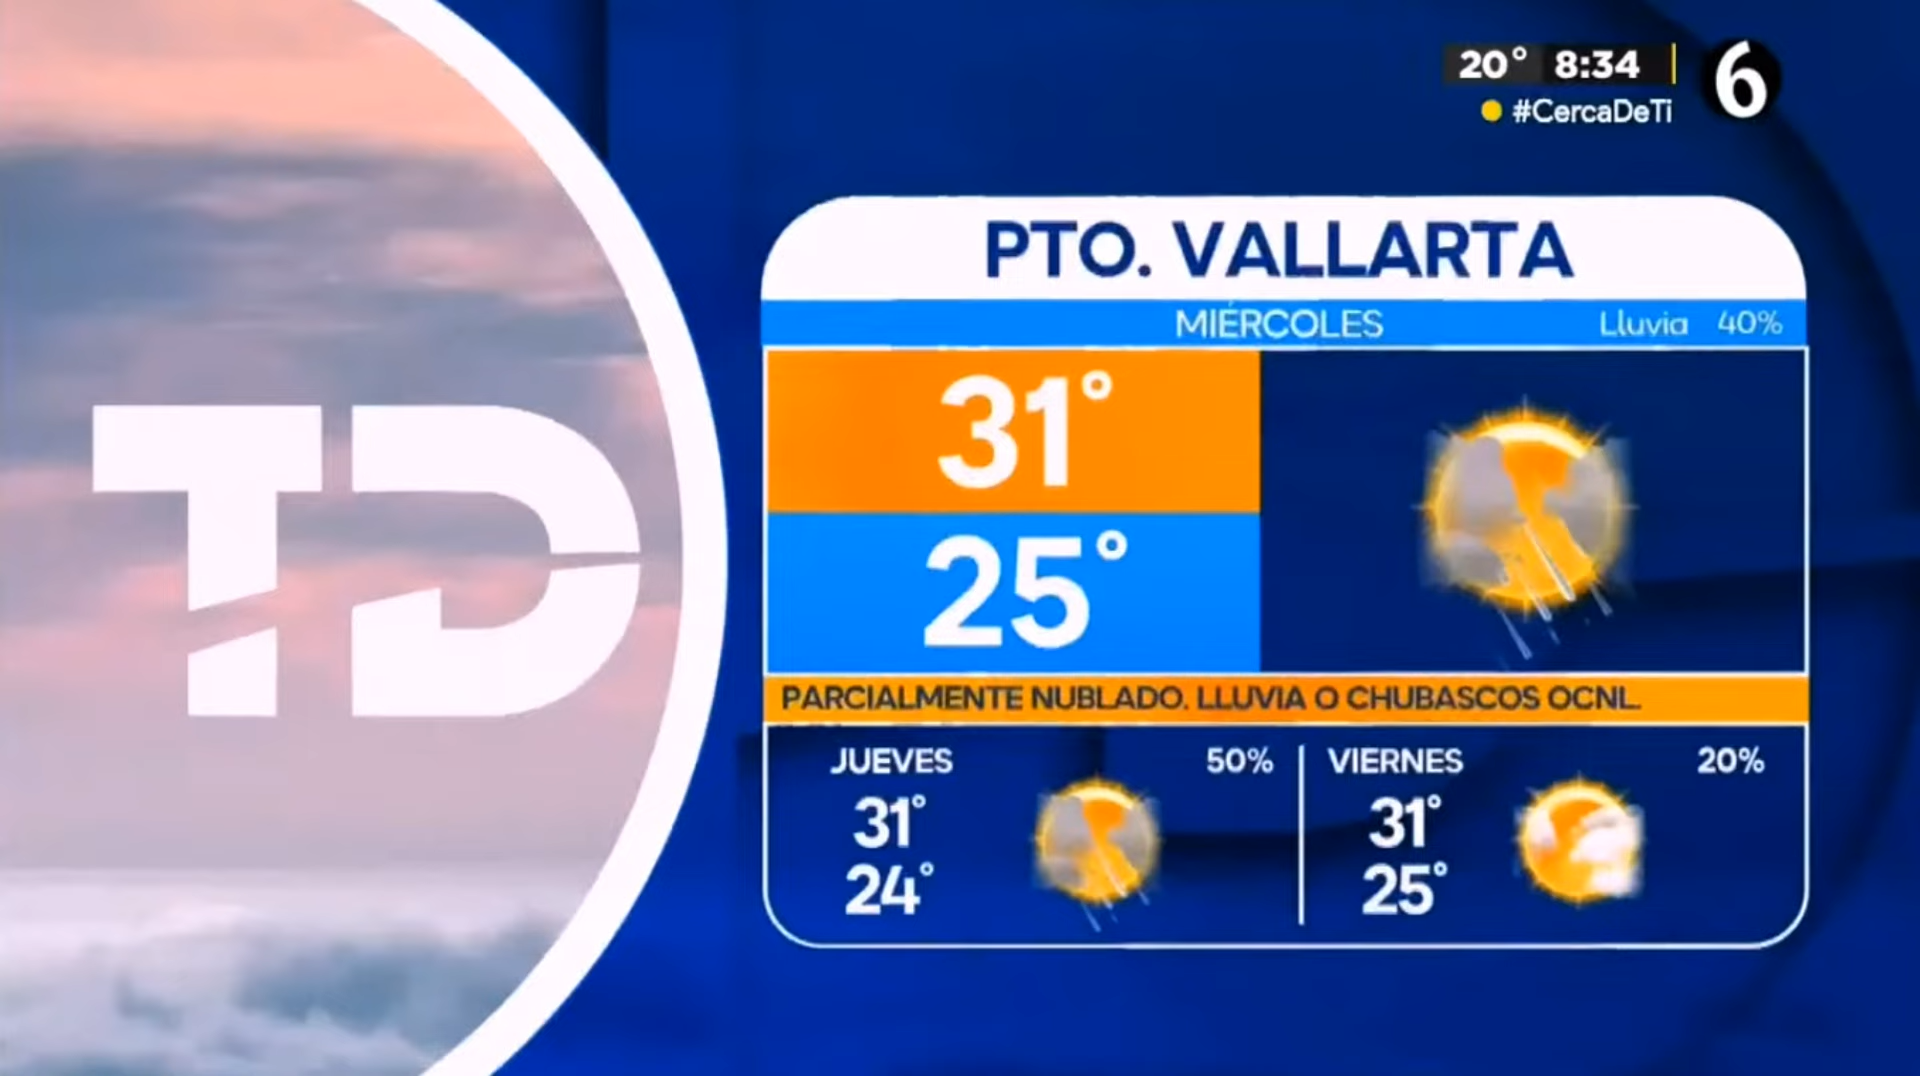 20° 8:34
#CercaDeTi
6
TD
PTO. VALLARTA
MIÉRCOLES Lluvia 40%
31°
25°
PARCIALMENTE NUBLADO. LLUVIA O CHUBASCOS OCNL.
JUEVES 50%
31°
24°
VIERNES 20%
31°
25°